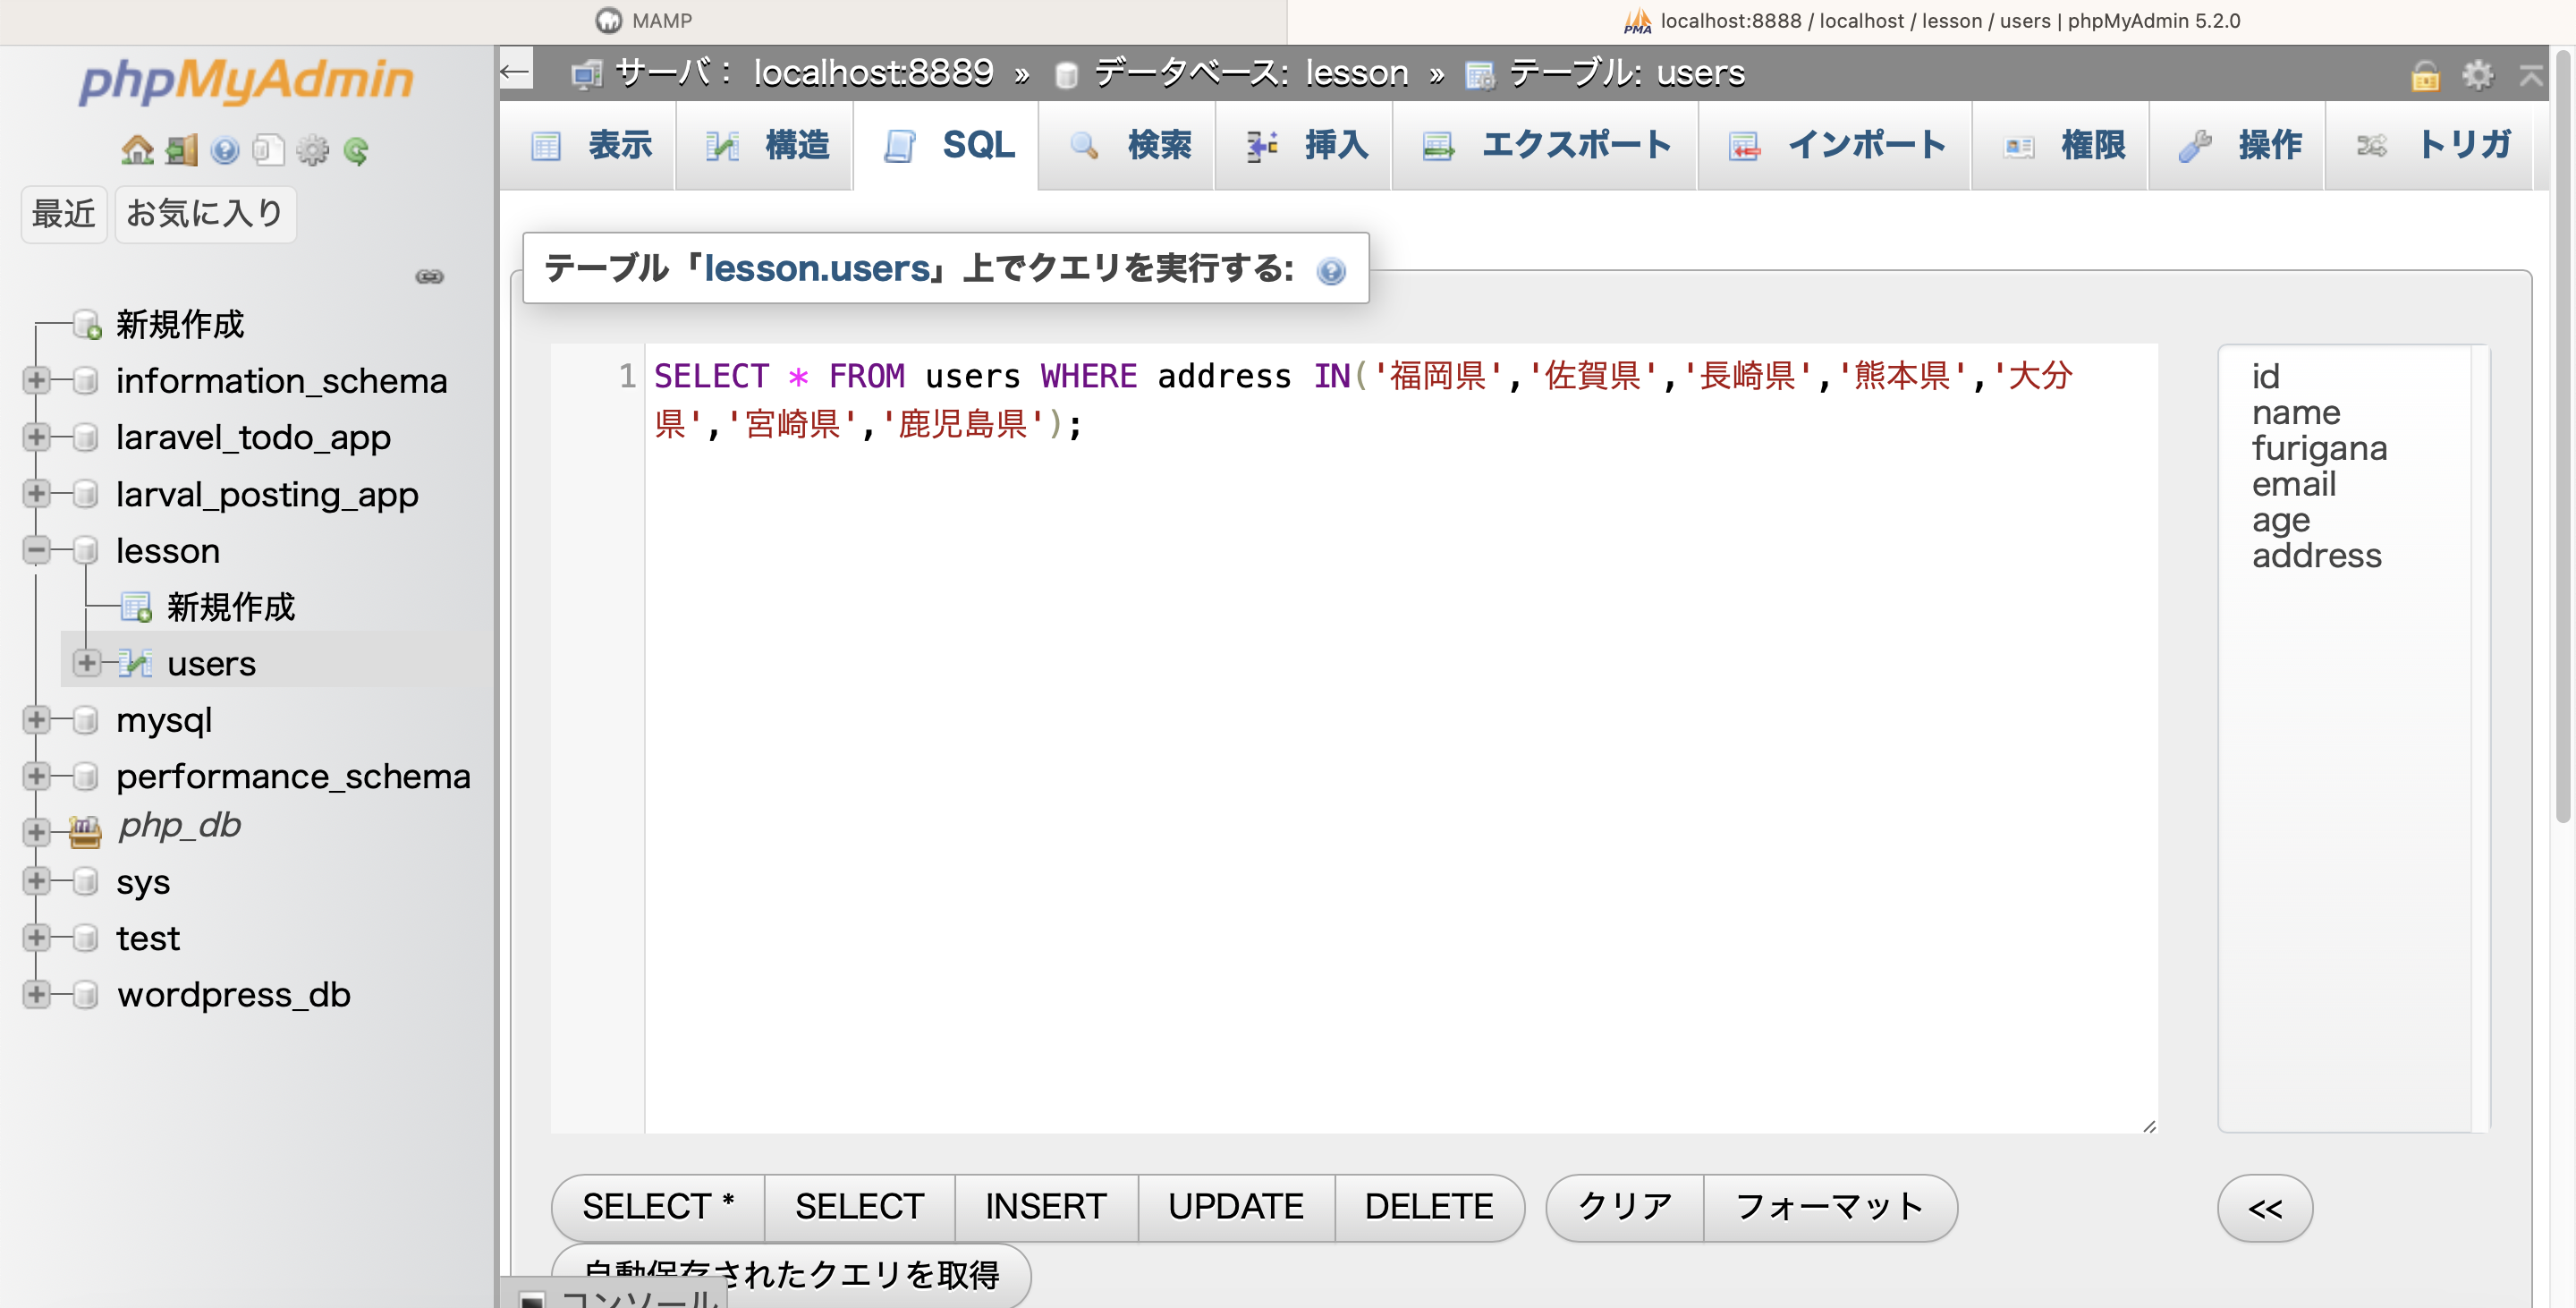 MAMP
localhost:8888 / localhost / lesson / users | phpMyAdmin 5.2.0
phpMyAdmin
最近 お気に入り
新規作成
information_schema
laravel_todo_app
larval_posting_app
lesson
新規作成
users
mysql
performance_schema
php_db
sys
test
wordpress_db
← サーバ： localhost:8889 » データベース: lesson » テーブル: users
表示 構造 SQL 検索 挿入 エクスポート インポート 権限 操作 トリガ
テーブル「lesson.users」上でクエリを実行する:
1 SELECT * FROM users WHERE address IN('福岡県','佐賀県','長崎県','熊本県','大分
県','宮崎県','鹿児島県');
id
name
furigana
email
age
address
SELECT * SELECT INSERT UPDATE DELETE クリア フォーマット <<
自動保存されたクエリを取得
コンソール